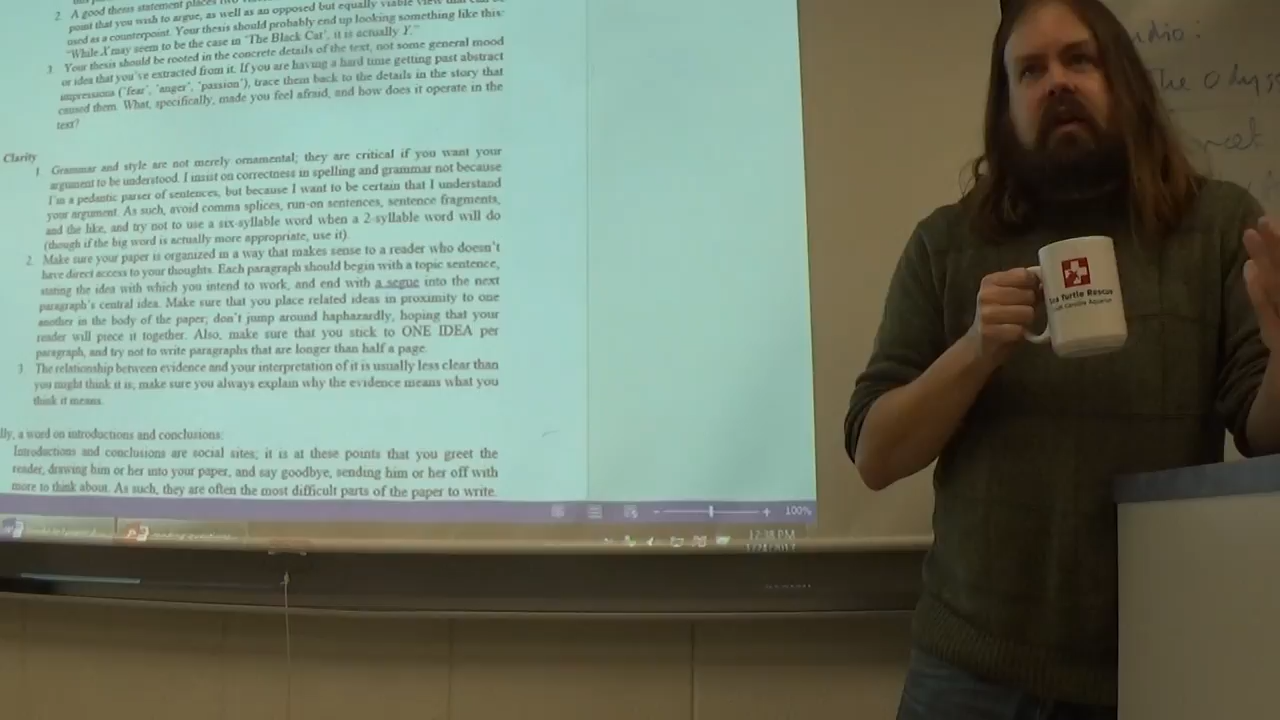 2. A good thesis statement places two
point that you wish to argue, as well as an opposed but equally viable view that can be
used as a counterpoint. Your thesis should probably end up looking something like this:
"While X may seem to be the case in 'The Black Cat', it is actually Y."
3. Your thesis should be rooted in the concrete details of the text, not some general mood
or idea that you've extracted from it. If you are having a hard time getting past abstract
impressions ('fear', 'anger', 'passion'), trace them back to the details in the story that
caused them. What, specifically, made you feel afraid, and how does it operate in the
text?
Clarity
1. Grammar and style are not merely ornamental; they are critical if you want your
argument to be understood. I insist on correctness in spelling and grammar not because
I'm a pedantic parser of sentences, but because I want to be certain that I understand
your argument. As such, avoid comma splices, run-on sentences, sentence fragments,
and the like, and try not to use a six-syllable word when a 2-syllable word will do
(though if the big word is actually more appropriate, use it).
2. Make sure your paper is organized in a way that makes sense to a reader who doesn't
have direct access to your thoughts. Each paragraph should begin with a topic sentence,
stating the idea with which you intend to work, and end with a segue into the next
paragraph's central idea. Make sure that you place related ideas in proximity to one
another in the body of the paper; don't jump around haphazardly, hoping that your
reader will piece it together. Also, make sure that you stick to ONE IDEA per
paragraph, and try not to write paragraphs that are longer than half a page.
3. The relationship between evidence and your interpretation of it is usually less clear than
you might think it is; make sure you always explain why the evidence means what you
think it means.
lly, a word on introductions and conclusions:
Introductions and conclusions are social sites; it is at these points that you greet the
reader, drawing him or her into your paper, and say goodbye, sending him or her off with
more to think about. As such, they are often the most difficult parts of the paper to write.
100%
12:38 PM
udio:
The Odys
Sea Turtle Rescue